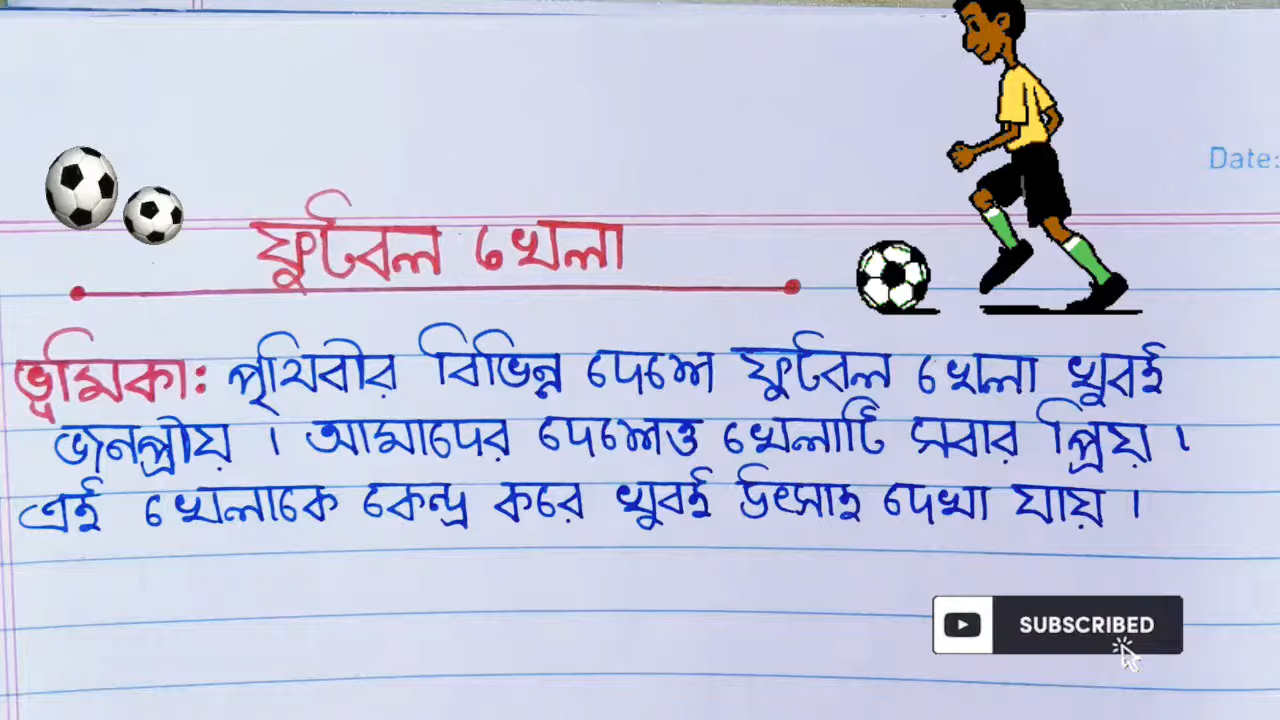 Date:
ফুটবল খেলা
ভূমিকা: পৃথিবীর বিভিন্ন দেশে ফুটবল খেলা খুবই
জনপ্রীয় । আমাদের দেশেও খেলাটি সবার প্রিয় ।
এই খেলাকে কেন্দ্র করে খুবই উৎসাহ দেখা যায় ।
SUBSCRIBED